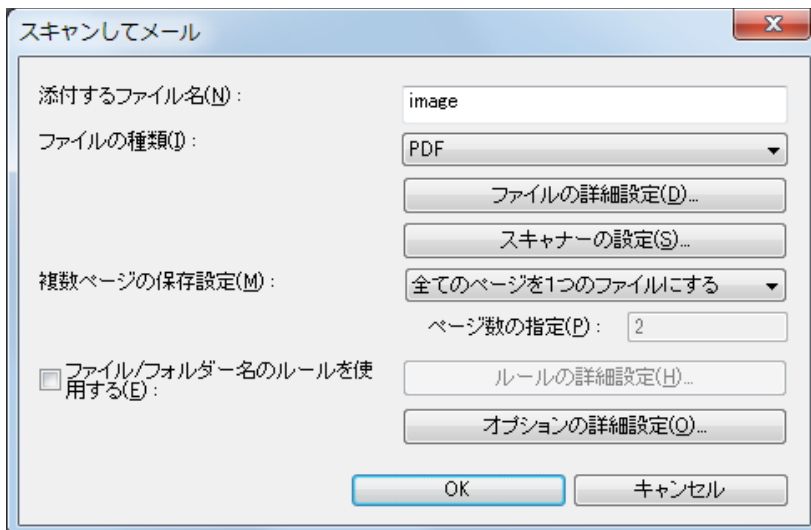 スキャンしてメール
添付するファイル名(N)：
image
ファイルの種類(I)：
PDF
ファイルの詳細設定(D)...
スキャナーの設定(S)...
複数ページの保存設定(M)：
全てのページを1つのファイルにする
ページ数の指定(P)：
2
ファイル/フォルダー名のルールを使
用する(E)：
ルールの詳細設定(H)...
オプションの詳細設定(O)...
OK
キャンセル